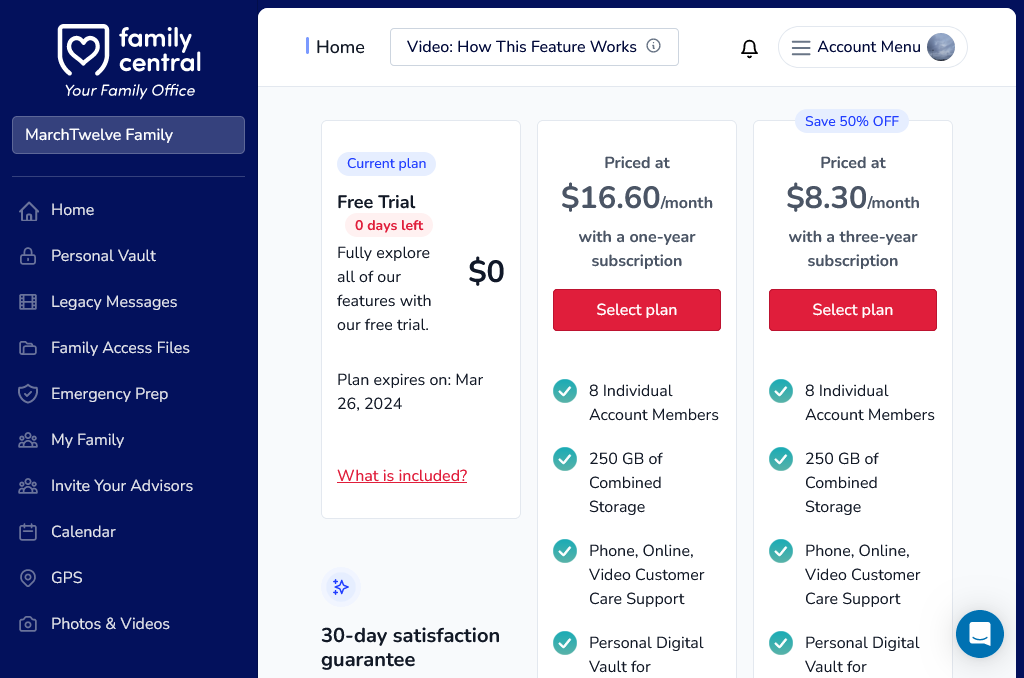 family
central
Your Family Office
MarchTwelve Family
Home
Personal Vault
Legacy Messages
Family Access Files
Emergency Prep
My Family
Invite Your Advisors
Calendar
GPS
Photos & Videos
Home
Video: How This Feature Works
Account Menu
Current plan
Free Trial
0 days left
Fully explore
all of our
features with
our free trial.
$0
Plan expires on: Mar
26, 2024
What is included?
30-day satisfaction
guarantee
Priced at
$16.60/month
with a one-year
subscription
Select plan
8 Individual
Account Members
250 GB of
Combined
Storage
Phone, Online,
Video Customer
Care Support
Personal Digital
Vault for
Save 50% OFF
Priced at
$8.30/month
with a three-year
subscription
Select plan
8 Individual
Account Members
250 GB of
Combined
Storage
Phone, Online,
Video Customer
Care Support
Personal Digital
Vault for